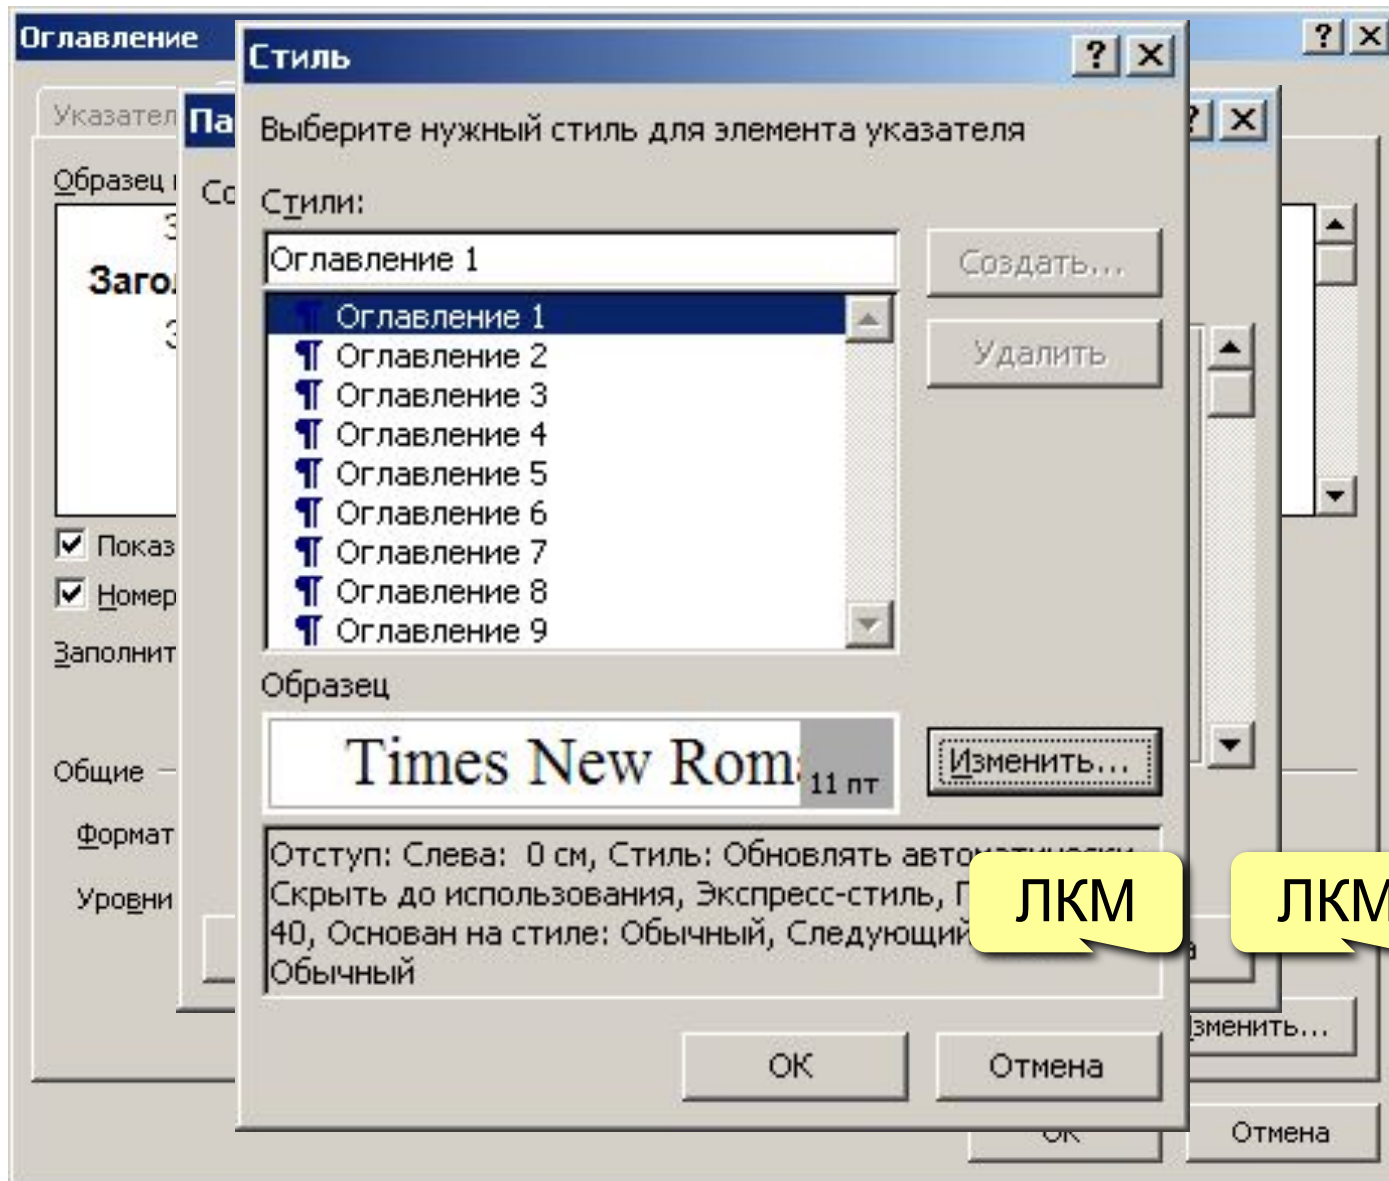 Оглавление
Стиль
Выберите нужный стиль для элемента указателя
Стили:
Оглавление 1
Создать...
Удалить
Оглавление 1
Оглавление 2
Оглавление 3
Оглавление 4
Оглавление 5
Оглавление 6
Оглавление 7
Оглавление 8
Оглавление 9
Образец
Times New Rom
11 пт
Изменить...
Отступ: Слева: 0 см, Стиль: Обновлять автоматически
Скрыть до использования, Экспресс-стиль,
40, Основан на стиле: Обычный, Следующий
Обычный
ЛКМ
ЛКМ
ОК
Отмена
Указател
Па
Образец
Со
Заго
Показ
Номер
Заполнит
Общие
Формат
Уровни
зменить...
ОК
Отмена